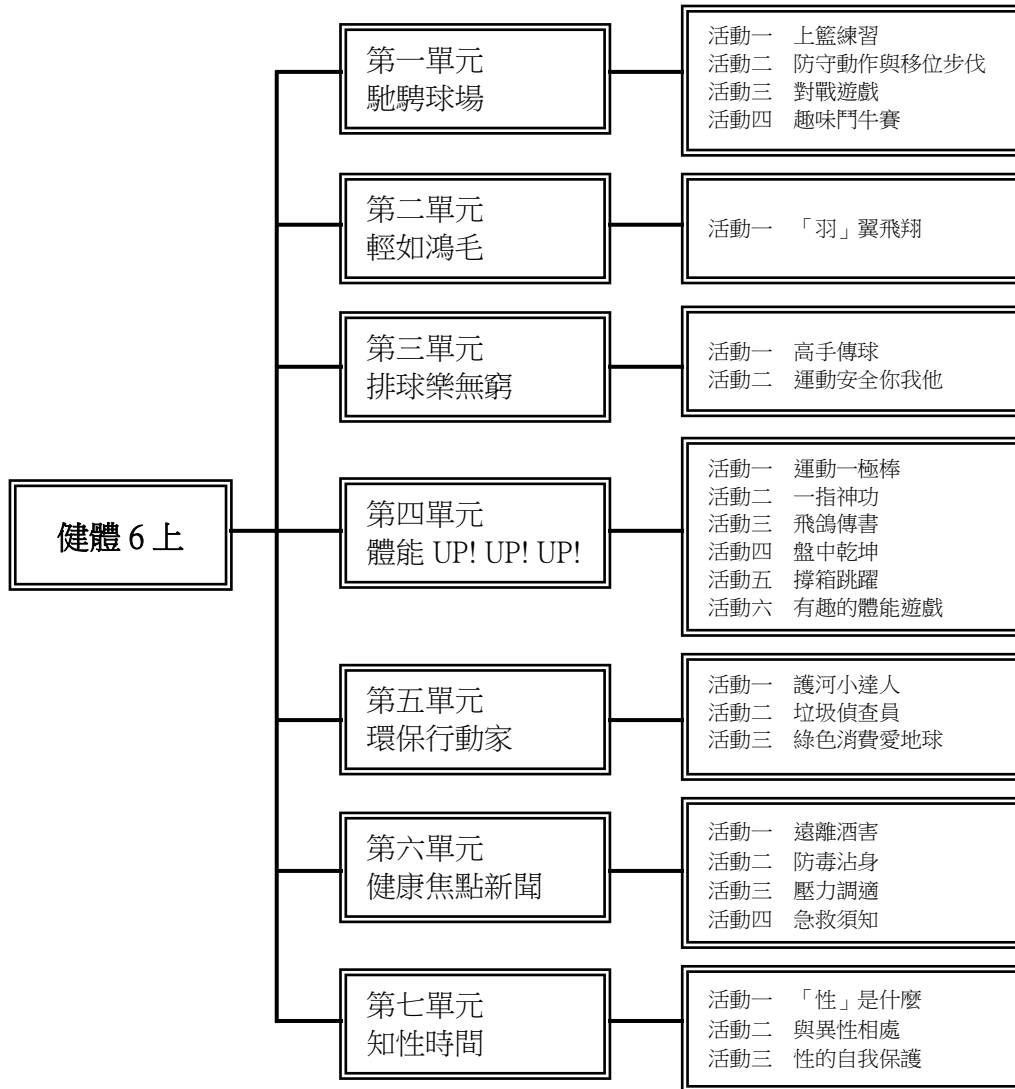 健體 6 上
第一單元
馳騁球場
活動一　上籃練習
活動二　防守動作與移位步伐
活動三　對戰遊戲
活動四　趣味鬥牛賽
第二單元
輕如鴻毛
活動一　「羽」翼飛翔
第三單元
排球樂無窮
活動一　高手傳球
活動二　運動安全你我他
第四單元
體能 UP! UP! UP!
活動一　運動一極棒
活動二　一指神功
活動三　飛鴿傳書
活動四　盤中乾坤
活動五　撐箱跳躍
活動六　有趣的體能遊戲
第五單元
環保行動家
活動一　護河小達人
活動二　垃圾偵查員
活動三　綠色消費愛地球
第六單元
健康焦點新聞
活動一　遠離酒害
活動二　防毒沾身
活動三　壓力調適
活動四　急救須知
第七單元
知性時間
活動一　「性」是什麼
活動二　與異性相處
活動三　性的自我保護